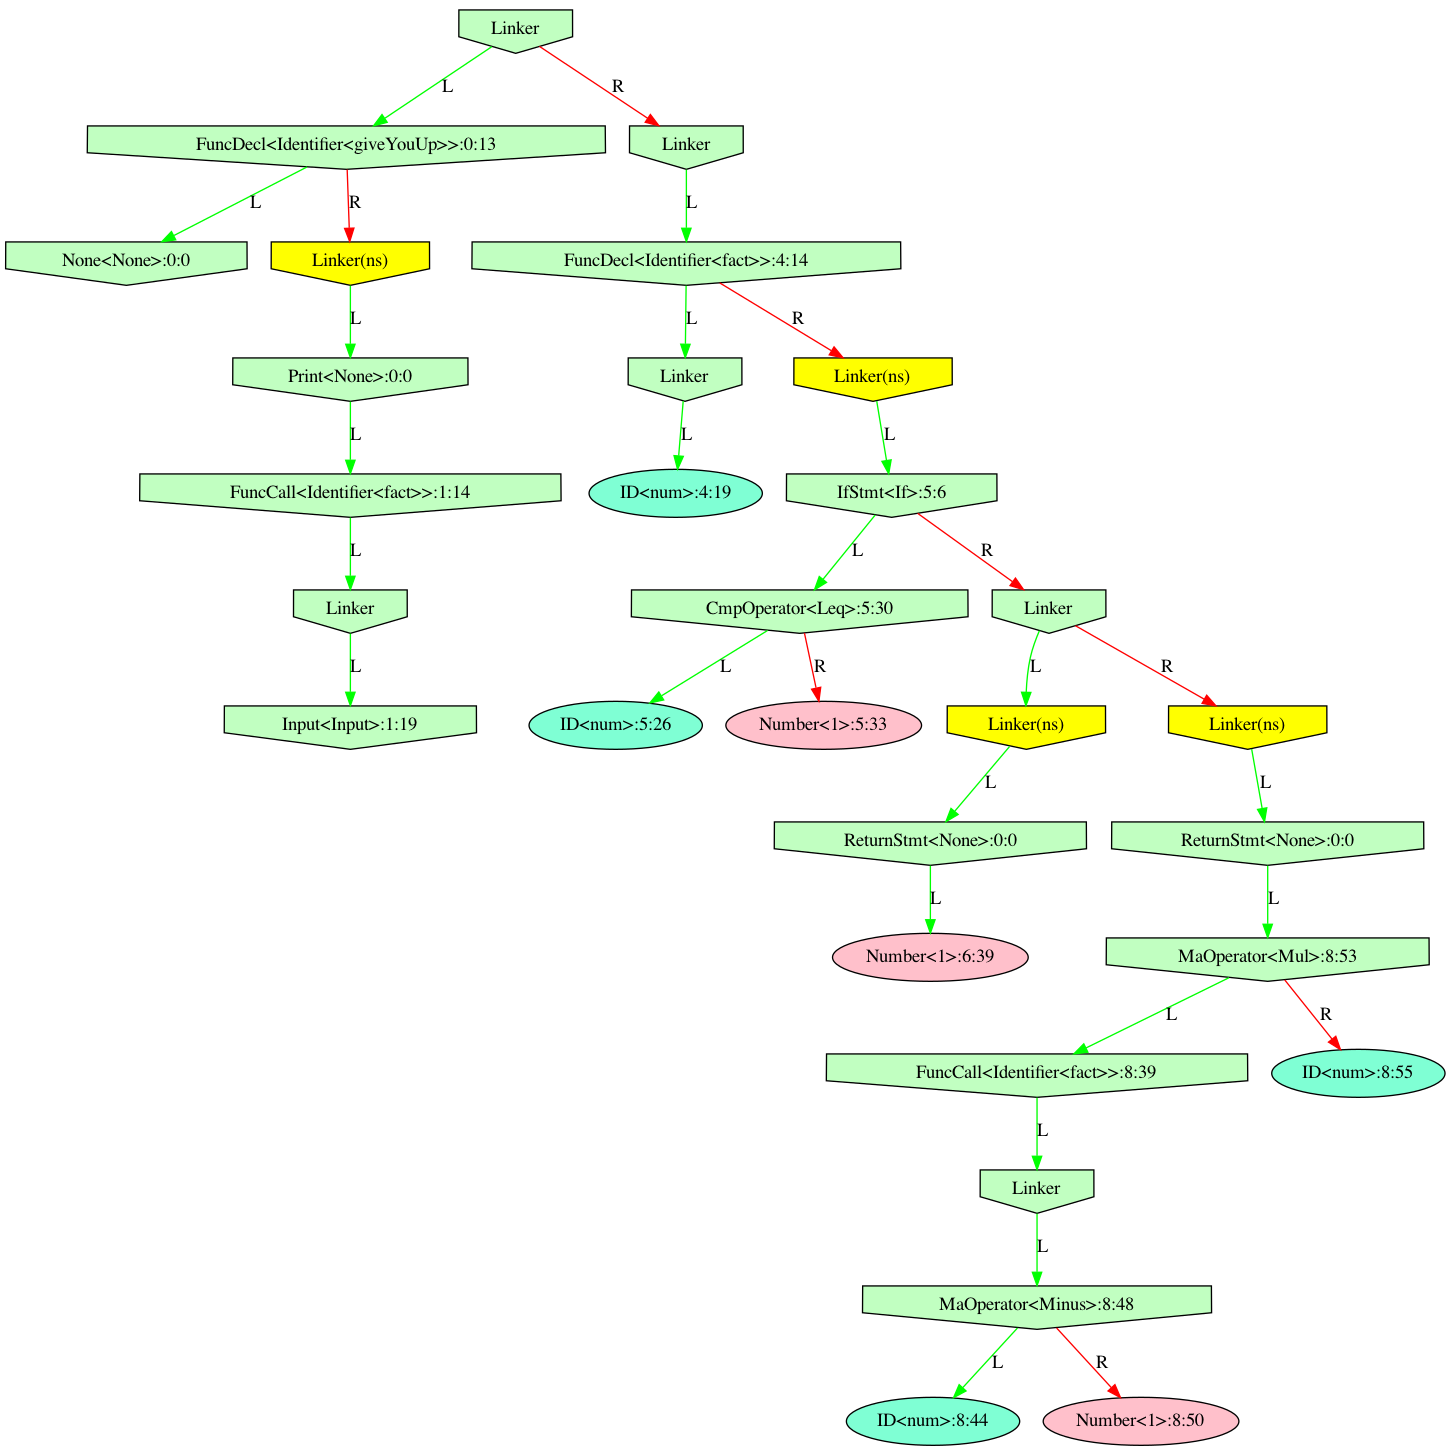 Linker
L
R
FuncDecl<Identifier<giveYouUp>>:0:13
Linker
L
R
L
None<None>:0:0
Linker(ns)
FuncDecl<Identifier<fact>>:4:14
L
L
R
Print<None>:0:0
Linker
Linker(ns)
L
L
L
FuncCall<Identifier<fact>>:1:14
ID<num>:4:19
IfStmt<If>:5:6
L
L
R
Linker
CmpOperator<Leq>:5:30
Linker
L
L
R
L
R
Input<Input>:1:19
ID<num>:5:26
Number<1>:5:33
Linker(ns)
Linker(ns)
L
L
ReturnStmt<None>:0:0
ReturnStmt<None>:0:0
L
L
Number<1>:6:39
MaOperator<Mul>:8:53
L
R
FuncCall<Identifier<fact>>:8:39
ID<num>:8:55
L
Linker
L
MaOperator<Minus>:8:48
L
R
ID<num>:8:44
Number<1>:8:50